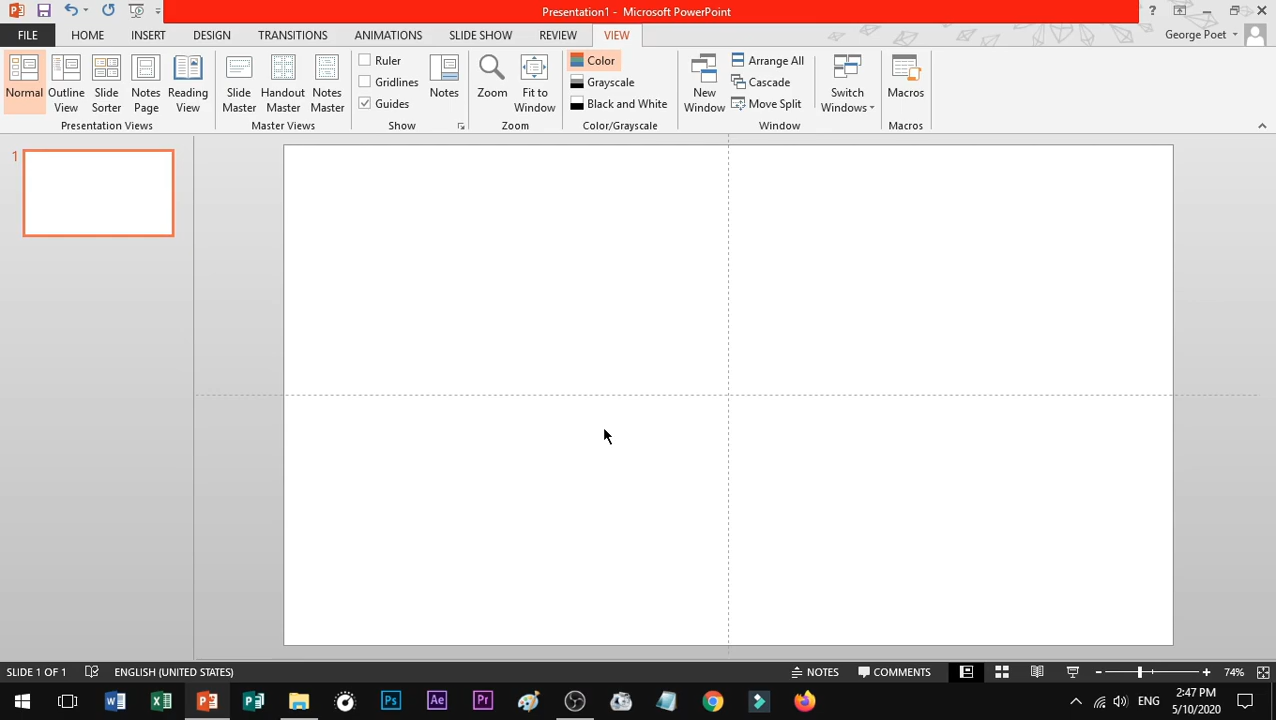 Presentation1 - Microsoft PowerPoint
?
FILE HOME INSERT DESIGN TRANSITIONS ANIMATIONS SLIDE SHOW REVIEW VIEW George Poet
Normal Outline View Slide Sorter Notes Page Reading View
Presentation Views
Slide Master Handout Master Notes Master
Master Views
Ruler
Gridlines
Guides
Notes
Show
Zoom Fit to Window
Zoom
Color
Grayscale
Black and White
Color/Grayscale
New Window
Arrange All
Cascade
Move Split
Switch Windows
Window
Macros
Macros
1
SLIDE 1 OF 1 ENGLISH (UNITED STATES) NOTES COMMENTS 74%
Ps Ae Pr ENG 2:47 PM
5/10/2020